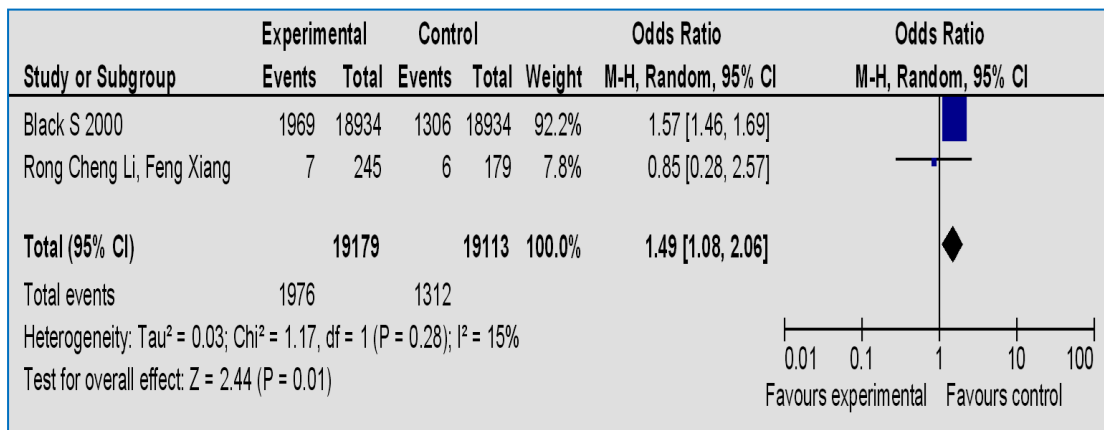 Experimental Control Odds Ratio Odds Ratio
Study or Subgroup Events Total Events Total Weight M-H, Random, 95% CI M-H, Random, 95% CI
Black S 2000 1969 18934 1306 18934 92.2% 1.57 [1.46, 1.69]
Rong Cheng Li, Feng Xiang 7 245 6 179 7.8% 0.85 [0.28, 2.57]
Total (95% CI) 19179 19113 100.0% 1.49 [1.08, 2.06]
Total events 1976 1312
Heterogeneity: Tau² = 0.03; Chi² = 1.17, df = 1 (P = 0.28); I² = 15%
Test for overall effect: Z = 2.44 (P = 0.01)
0.01 0.1 1 10 100
Favours experimental Favours control